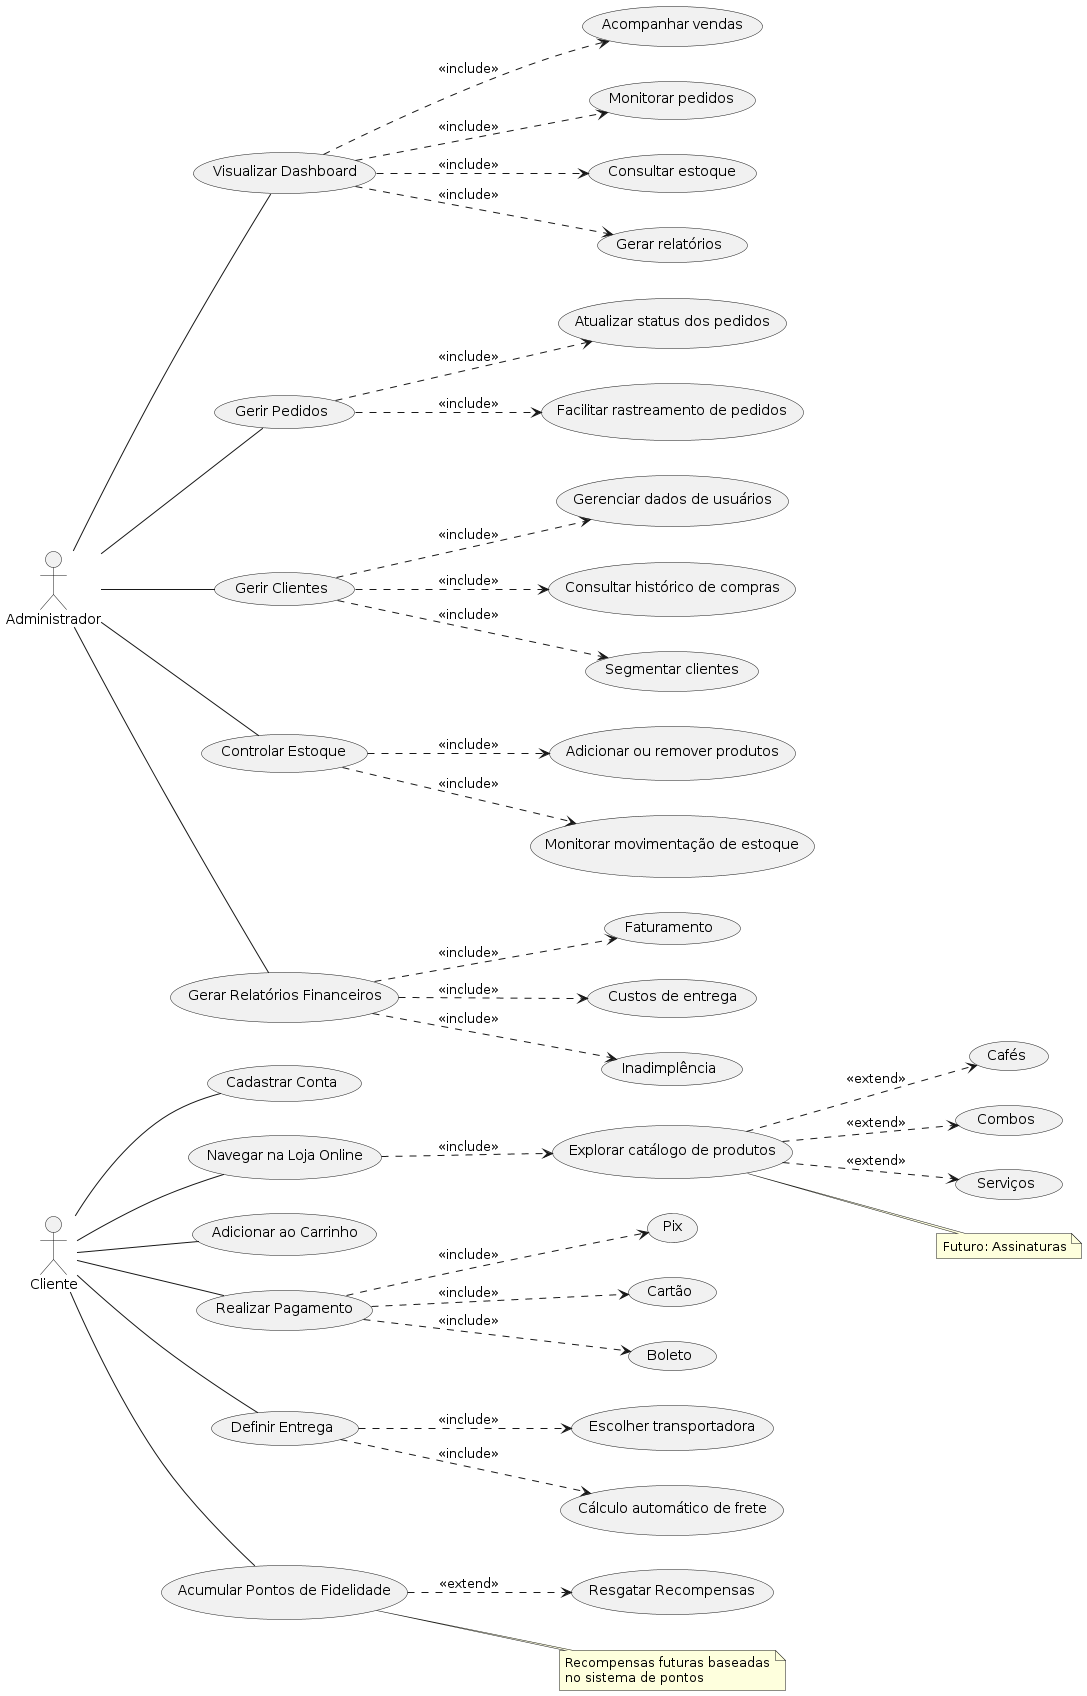 Acompanhar vendas
«include»
Monitorar pedidos
«include»
Visualizar Dashboard
«include»
Consultar estoque
«include»
Gerar relatórios
Atualizar status dos pedidos
«include»
Gerir Pedidos
«include»
Facilitar rastreamento de pedidos
Gerenciar dados de usuários
«include»
Gerir Clientes
«include»
Consultar histórico de compras
«include»
Segmentar clientes
Administrador
Controlar Estoque
«include»
Adicionar ou remover produtos
«include»
Monitorar movimentação de estoque
Faturamento
«include»
Gerar Relatórios Financeiros
«include»
Custos de entrega
«include»
Inadimplência
Cadastrar Conta
Navegar na Loja Online
«include»
Explorar catálogo de produtos
«extend»
Cafés
«extend»
Combos
«extend»
Serviços
Futuro: Assinaturas
Adicionar ao Carrinho
Cliente
Realizar Pagamento
«include»
Pix
«include»
Cartão
«include»
Boleto
Definir Entrega
«include»
Escolher transportadora
«include»
Cálculo automático de frete
Acumular Pontos de Fidelidade
«extend»
Resgatar Recompensas
Recompensas futuras baseadas
no sistema de pontos